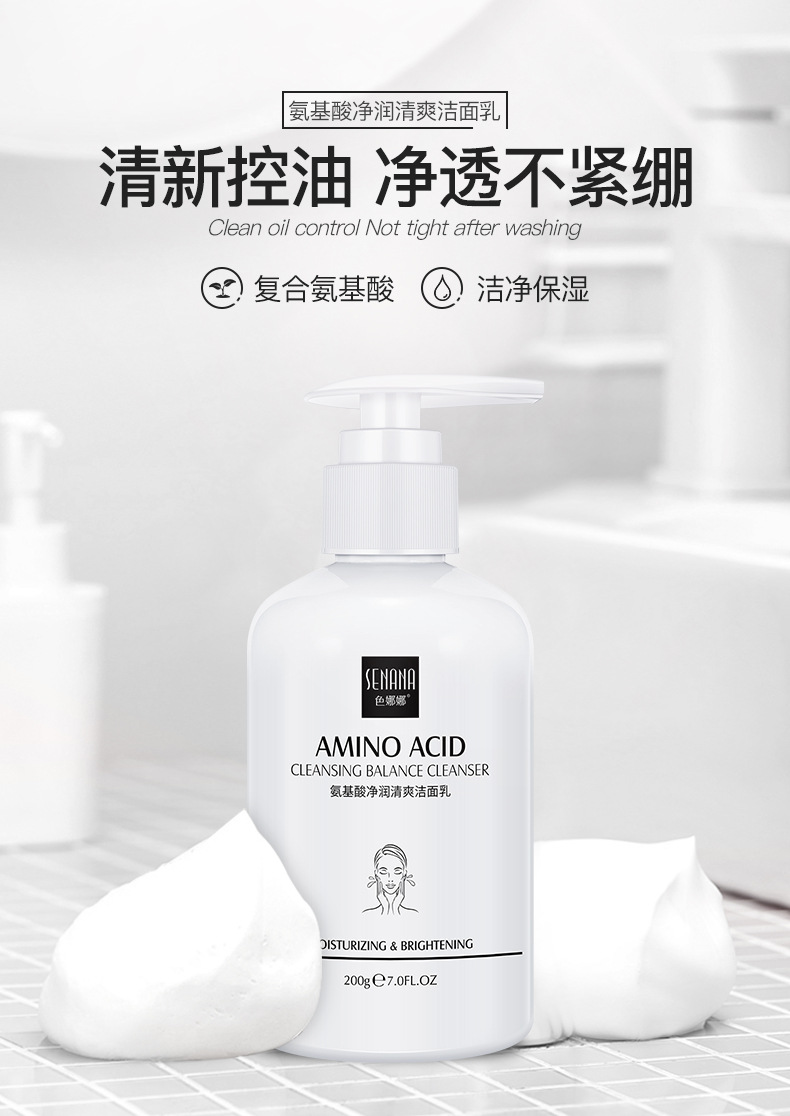 氨基酸净润清爽洁面乳
清新控油 净透不紧绷
Clean oil control Not tight after washing
复合氨基酸 洁净保湿
SENANA
色娜娜®
AMINO ACID
CLEANSING BALANCE CLEANSER
氨基酸净润清爽洁面乳
OISTURIZING & BRIGHTENING
200g℮7.0FL.OZ